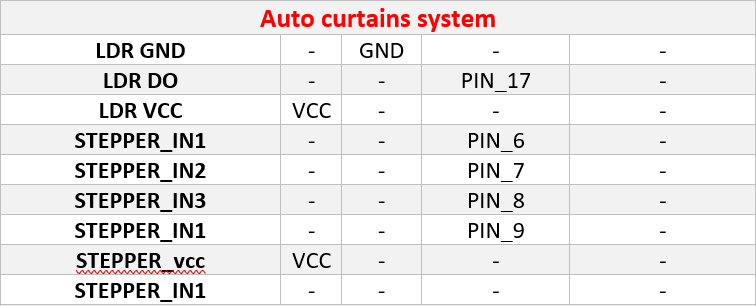 Auto curtains system
LDR GND - GND - -
LDR DO - - PIN_17 -
LDR VCC VCC - - -
STEPPER_IN1 - - PIN_6 -
STEPPER_IN2 - - PIN_7 -
STEPPER_IN3 - - PIN_8 -
STEPPER_IN1 - - PIN_9 -
STEPPER_vcc VCC - - -
STEPPER_IN1 - - - -